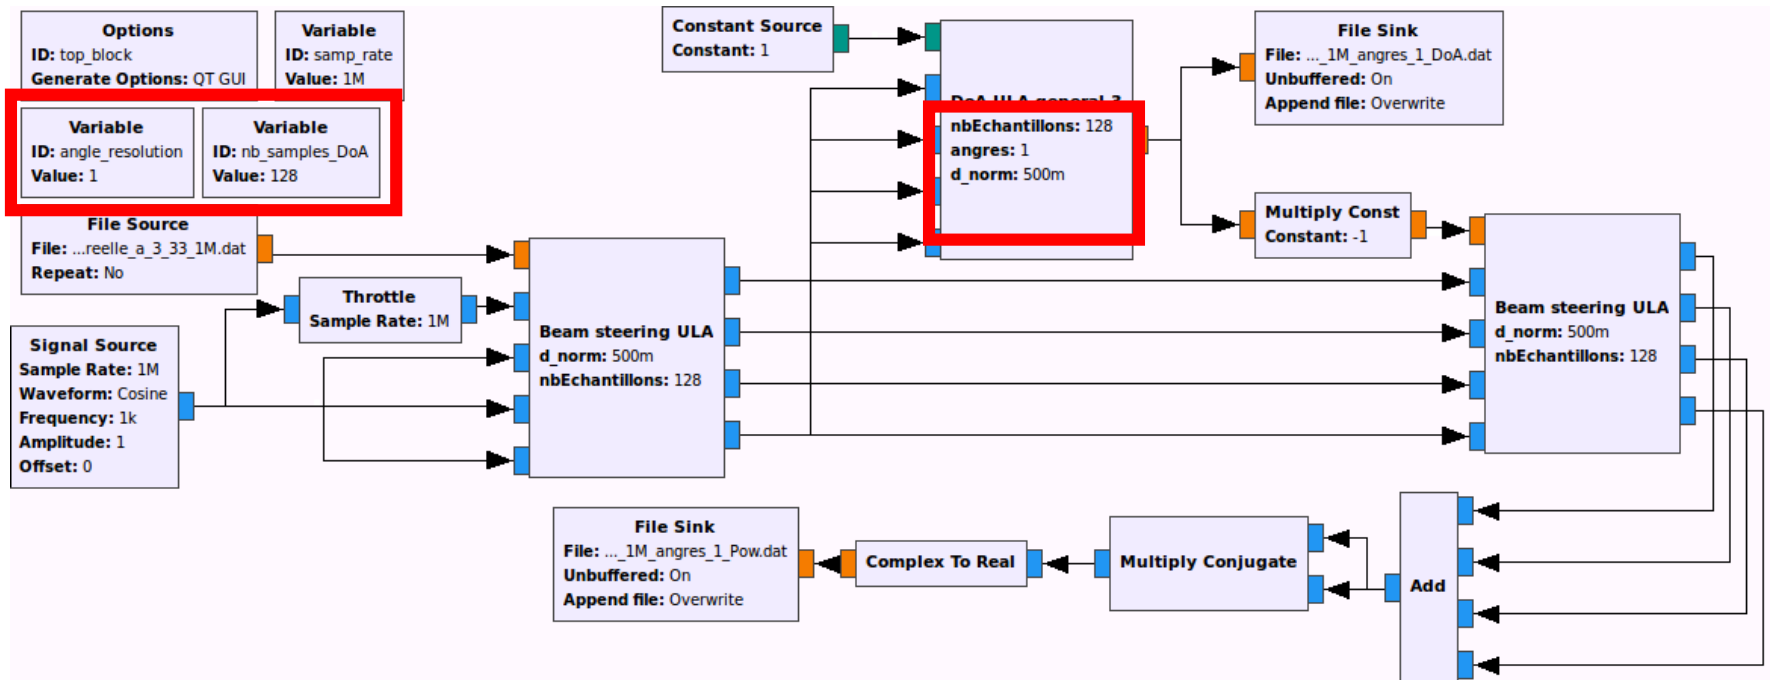 Options
ID: top_block
Generate Options: QT GUI
Variable
ID: samp_rate
Value: 1M
Variable
ID: angle_resolution
Value: 1
Variable
ID: nb_samples_DoA
Value: 128
File Source
File: ...reelle_a_3_33_1M.dat
Repeat: No
Throttle
Sample Rate: 1M
Signal Source
Sample Rate: 1M
Waveform: Cosine
Frequency: 1k
Amplitude: 1
Offset: 0
Beam steering ULA
d_norm: 500m
nbEchantillons: 128
Constant Source
Constant: 1
DoA ULA general 3
nbEchantillons: 128
angres: 1
d_norm: 500m
File Sink
File: ..._1M_angres_1_DoA.dat
Unbuffered: On
Append file: Overwrite
Multiply Const
Constant: -1
Beam steering ULA
d_norm: 500m
nbEchantillons: 128
File Sink
File: ..._1M_angres_1_Pow.dat
Unbuffered: On
Append file: Overwrite
Complex To Real
Multiply Conjugate
Add